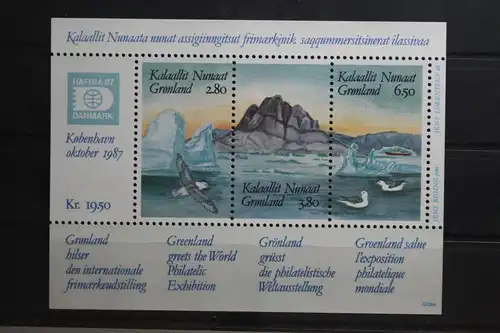 Kalaallit Nunaata nunat assigiinngitsut frimarkinik saqqummersitsinerat ilassivaa
HAFNIA 87
DANMARK
København
oktober 1987
Kr. 19.50
Kalaallit Nunaat
Grønland 2.80
Kalaallit Nunaat
Grønland 3.80
Kalaallit Nunaat
Grønland 6.50
Grønland
hilser
den internationale
frimærkeudstilling
Greenland
greets the World
Philatelic
Exhibition
Grönland
grüsst
die philatelistische
Weltausstellung
Groenland salue
l'exposition
philatelique
mondiale